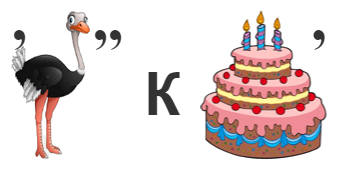 , ,, К ,